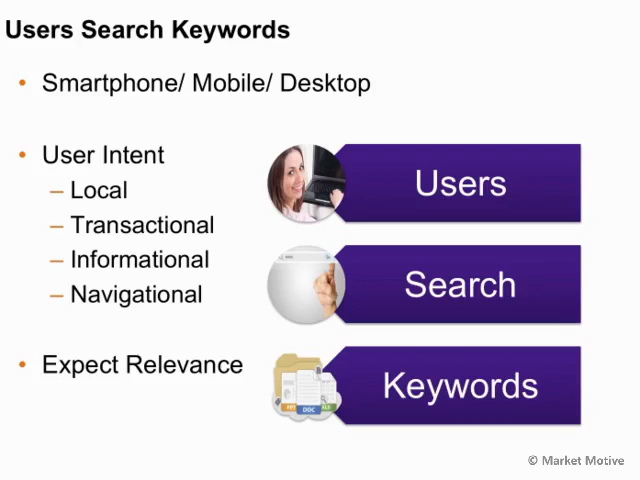 Users Search Keywords
• Smartphone/ Mobile/ Desktop
• User Intent
– Local
– Transactional
– Informational
– Navigational
• Expect Relevance
Users
Search
Keywords
DOC
© Market Motive